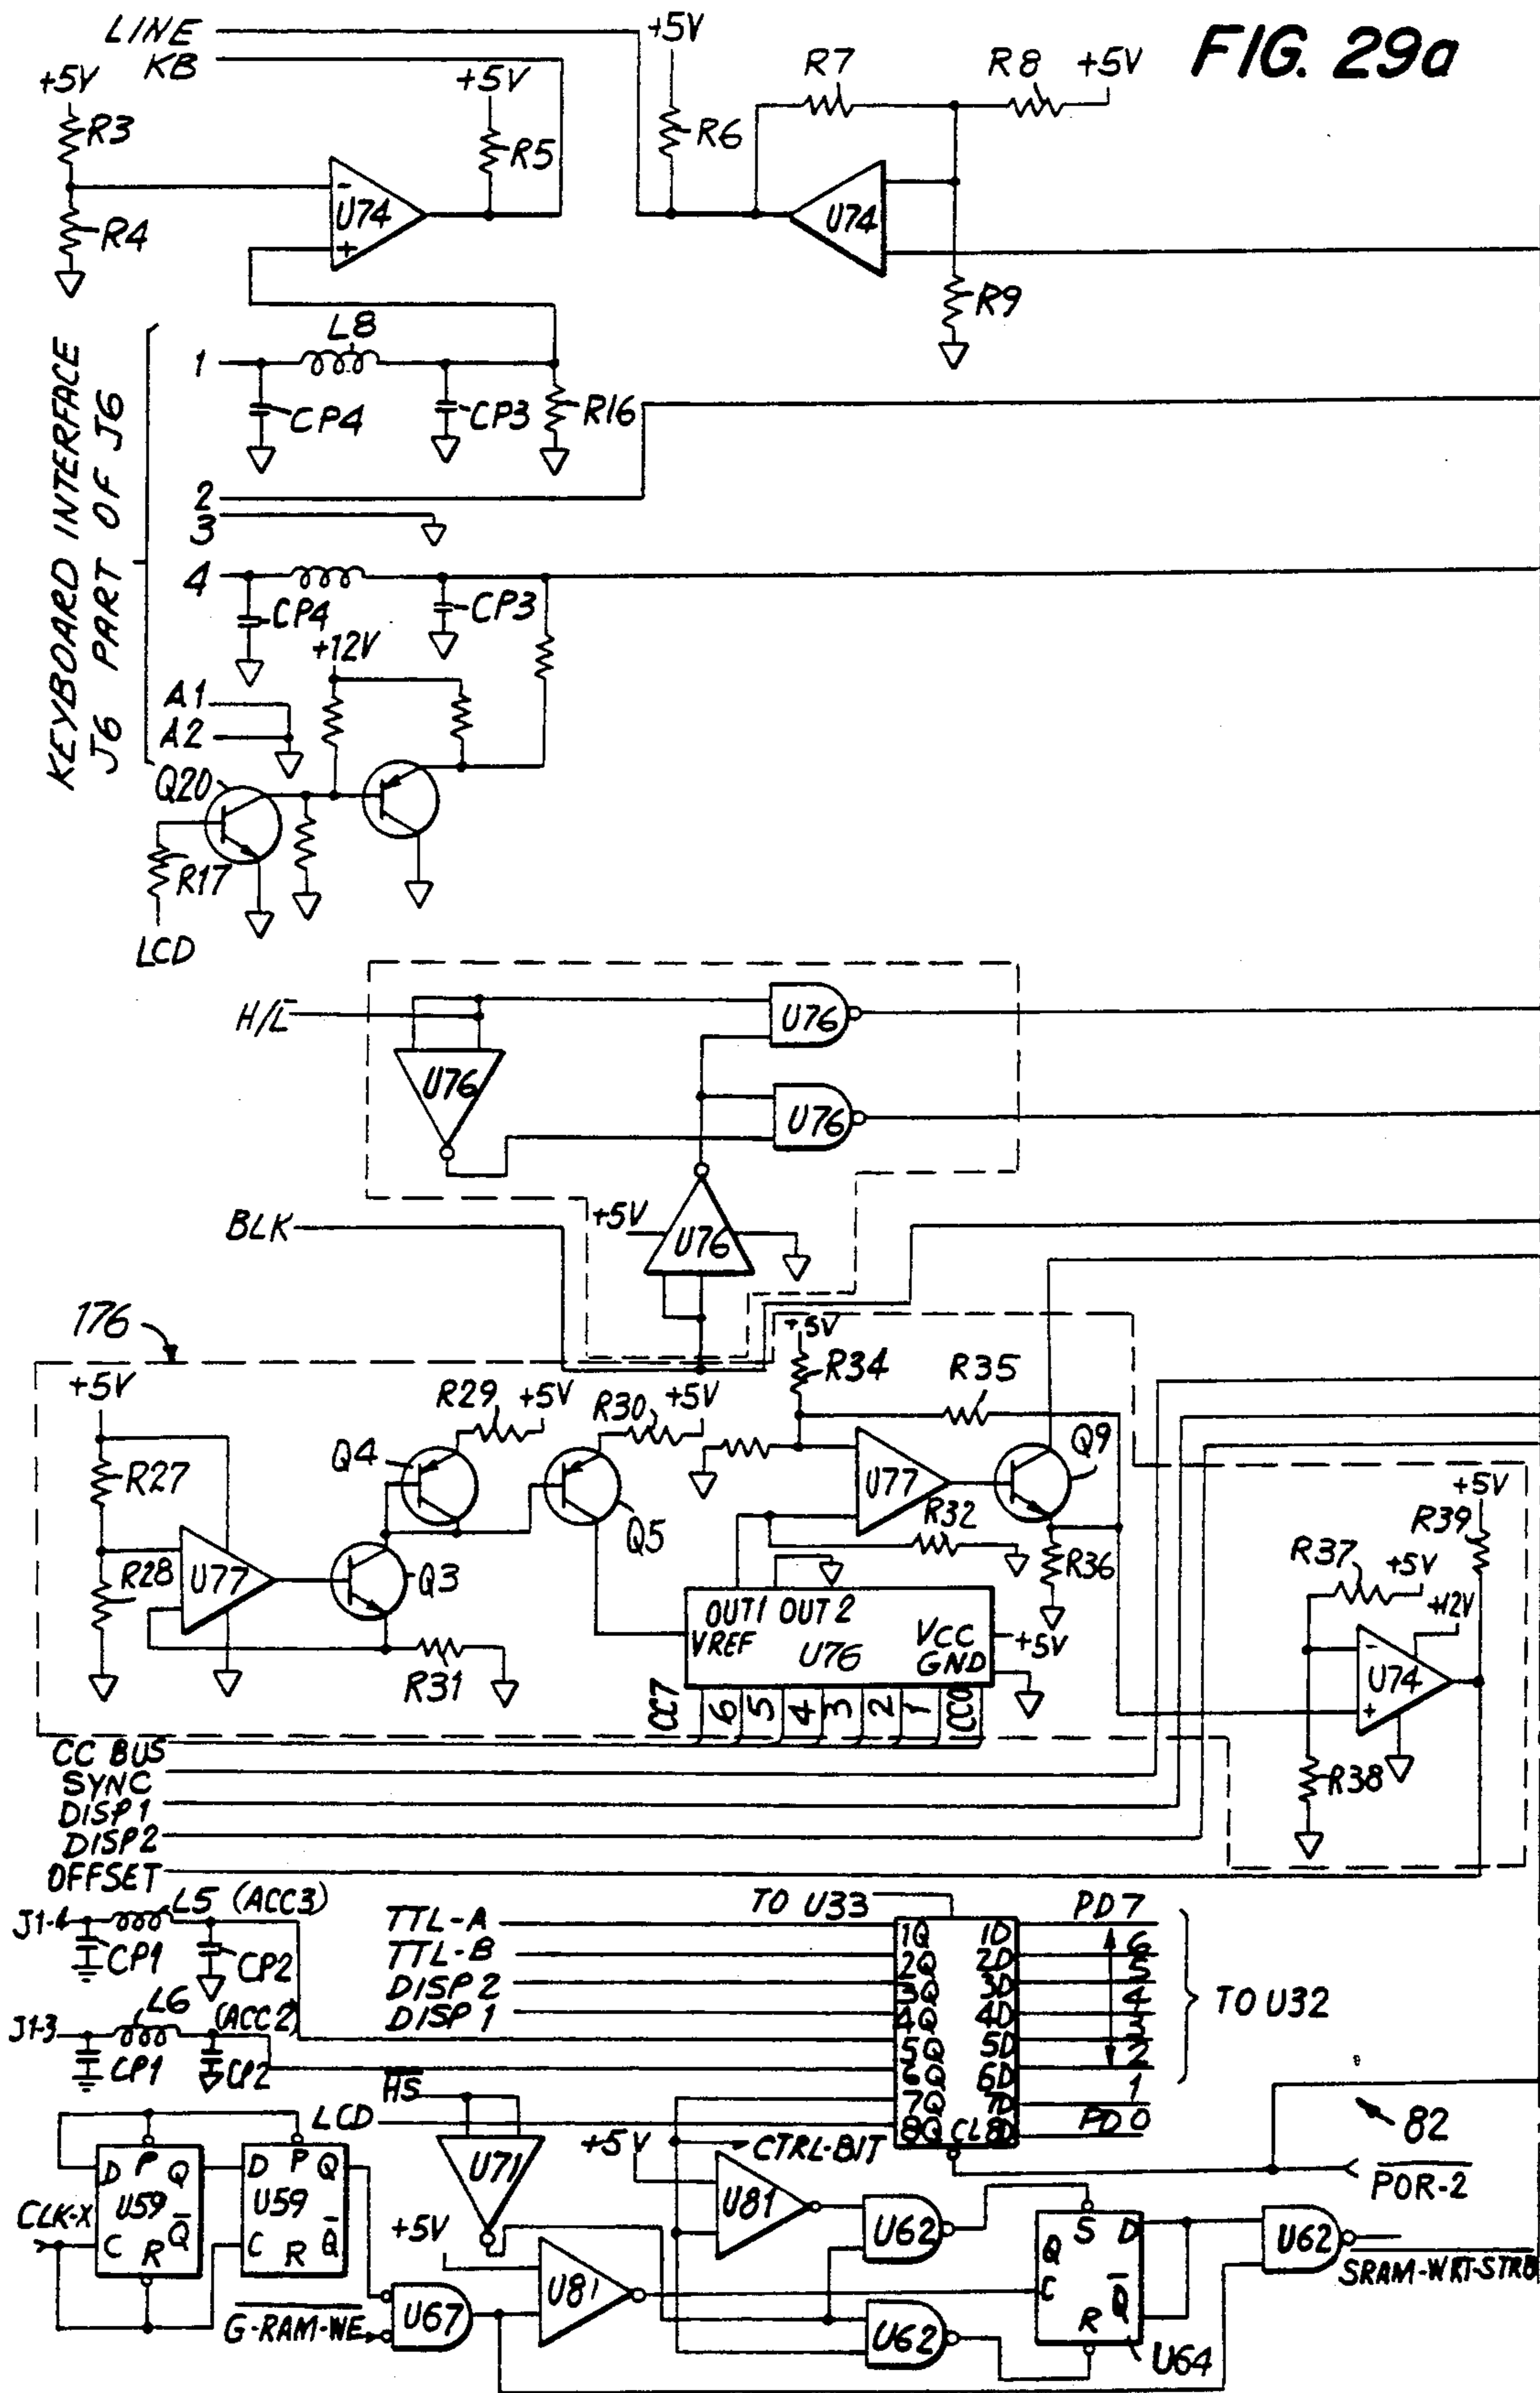 FIG. 29a
LINE
KB
+5V
+5V
+5V
R7
R8
+5V
R3
R5
R6
R4
-
U74
+
U74
R9
KEYBOARD INTERFACE
J6 PART OF J6
1
L8
CP4
CP3
R16
2
3
4
CP4
CP3
+12V
A1
A2
Q20
R17
LCD
H/L̅
U76
U76
U76
BLK
+5V
U76
176
+5V
+5V
R34
R35
R29
+5V
R30
+5V
Q4
Q9
R27
U77
R32
Q5
R28
U77
Q3
R36
R31
OUT1 OUT2
VREF
U76
VCC
GND
+5V
CC7
6
5
4
3
2
1
CC0
+5V
R39
R37
+5V
+12V
-
U74
+
R38
CC BUS
SYNC
DISP1
DISP2
OFFSET
J1-4
L5 (ACC3)
CP1
CP2
J1-3
L6
(ACC2)
CP1
CP2
TO U33
TTL-A
TTL-B
DISP 2
DISP 1
1Q 1D
2Q 2D
3Q 3D
4Q 4D
5Q 5D
6Q 6D
7Q 7D
8Q CL 8D
PD7
6
5
4
3
2
1
PD0
TO U32
H̅S̅
LCD
+5V
CTRL-BIT
82
P̅O̅R̅-̅2̅
D P Q
U59
C R Q̅
D P Q
U59
C R Q̅
CLK-X
U71
+5V
U81
U81
U62
U62
G̅-̅R̅A̅M̅-̅W̅E̅
U67
S D
Q
C
Q̅
R
U64
U62
S̅R̅A̅M̅-̅W̅R̅T̅-̅S̅T̅R̅B̅